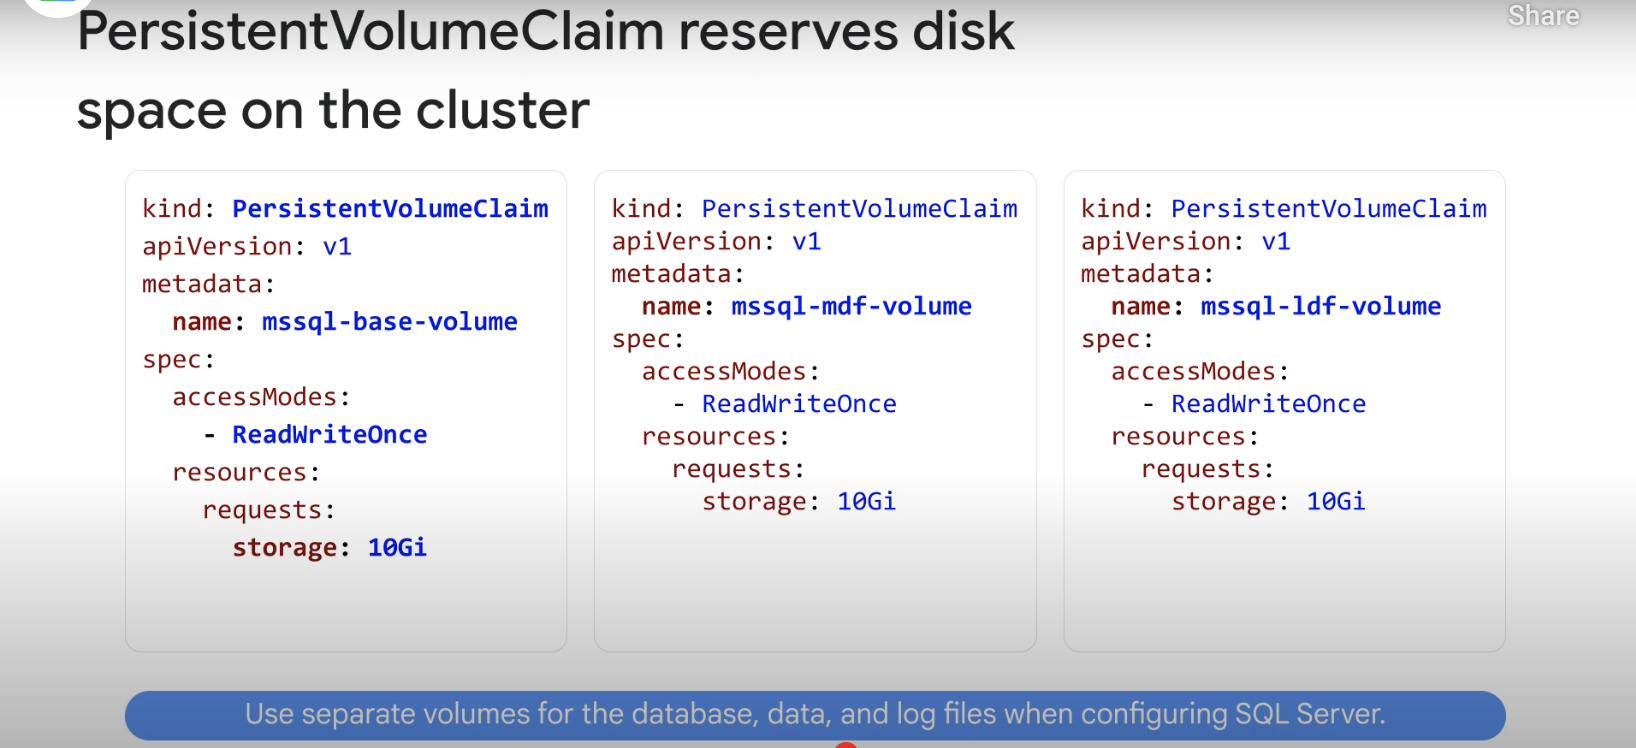 Share
PersistentVolumeClaim reserves disk
space on the cluster
kind: PersistentVolumeClaim
apiVersion: v1
metadata:
  name: mssql-base-volume
spec:
  accessModes:
    - ReadWriteOnce
  resources:
    requests:
      storage: 10Gi
kind: PersistentVolumeClaim
apiVersion: v1
metadata:
  name: mssql-mdf-volume
spec:
  accessModes:
    - ReadWriteOnce
  resources:
    requests:
      storage: 10Gi
kind: PersistentVolumeClaim
apiVersion: v1
metadata:
  name: mssql-ldf-volume
spec:
  accessModes:
    - ReadWriteOnce
  resources:
    requests:
      storage: 10Gi
Use separate volumes for the database, data, and log files when configuring SQL Server.